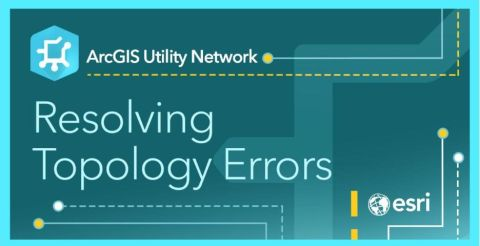 ArcGIS Utility Network
Resolving
Topology Errors
esri